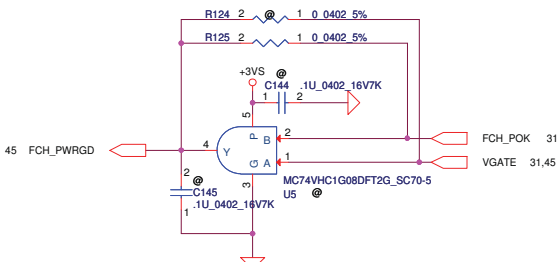 R124 2 @ 1 0_0402_5%
R125 2 1 0_0402_5%
+3VS
@
C144 .1U_0402_16V7K
1 2
5
P
B 2
FCH_POK 31
45 FCH_PWRGD
4 Y
G A 1
VGATE 31,45
3
MC74VHC1G08DFT2G_SC70-5
U5 @
2
@
C145
.1U_0402_16V7K
1